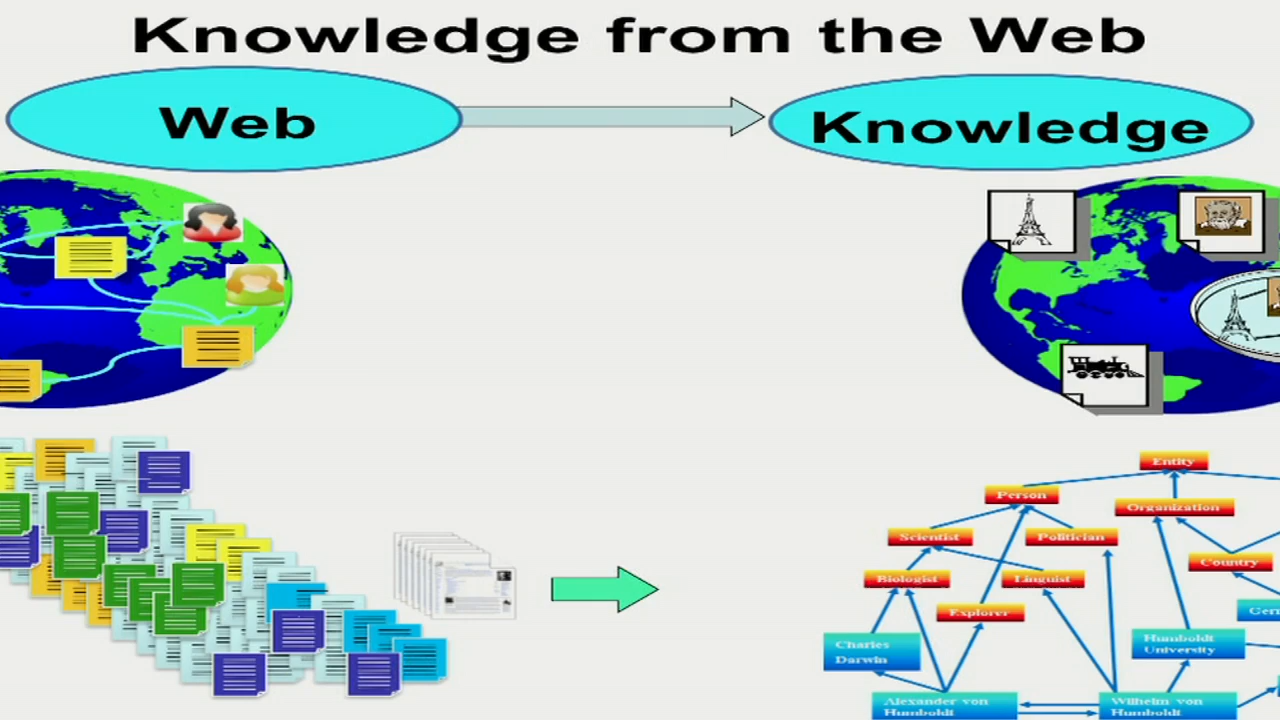 Knowledge from the Web
Web
Knowledge
Entity
Person
Organization
Scientist
Politician
Country
Biologist
Linguist
Explorer
Charles
Darwin
Humboldt
University
Alexander von
Humboldt
Wilhelm von
Humboldt